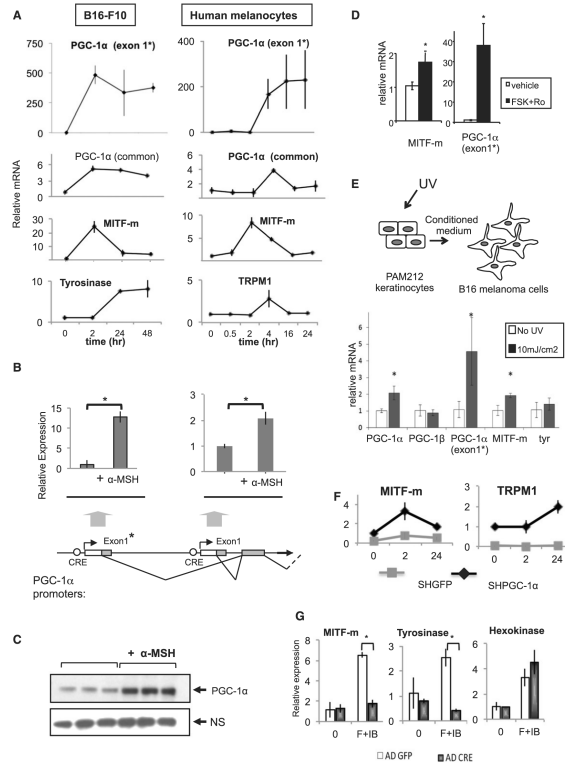 A
B16-F10
Human melanocytes
PGC-1α (exon 1*)
750
500
250
0
PGC-1α (exon 1*)
400
200
0
Relative mRNA
PGC-1α (common)
6
4
2
0
PGC-1α (common)
6
4
2
0
MITF-m
30
20
10
0
MITF-m
10
5
0
Tyrosinase
10
5
0
0 2 24 48
time (hr)
TRPM1
5
0
0 0.5 2 4 16 24
time (hr)
B
Relative Expression
15
10
5
0
*
+ α-MSH
3
2
1
0
*
+ α-MSH
Exon1*
CRE
Exon1
CRE
PGC-1α
promoters:
C
+ α-MSH
PGC-1α
NS
D
relative mRNA
2
1
0
*
MITF-m
40
30
20
10
0
*
PGC-1α
(exon1*)
vehicle
FSK+Ro
E
UV
Conditioned
medium
PAM212
keratinocytes
B16 melanoma cells
relative mRNA
6
5
4
3
2
1
0
*
*
*
No UV
10mJ/cm2
PGC-1α PGC-1β PGC-1α MITF-m tyr
(exon1*)
F
MITF-m
4
2
0
0 2 24
TRPM1
4
2
0
0 2 24
SHGFP SHPGC-1α
G
Relative expression
MITF-m
8
6
4
2
0
*
0 F+IB
Tyrosinase
3
2
1
0
*
0 F+IB
Hexokinase
6
4
2
0
0 F+IB
AD GFP AD CRE